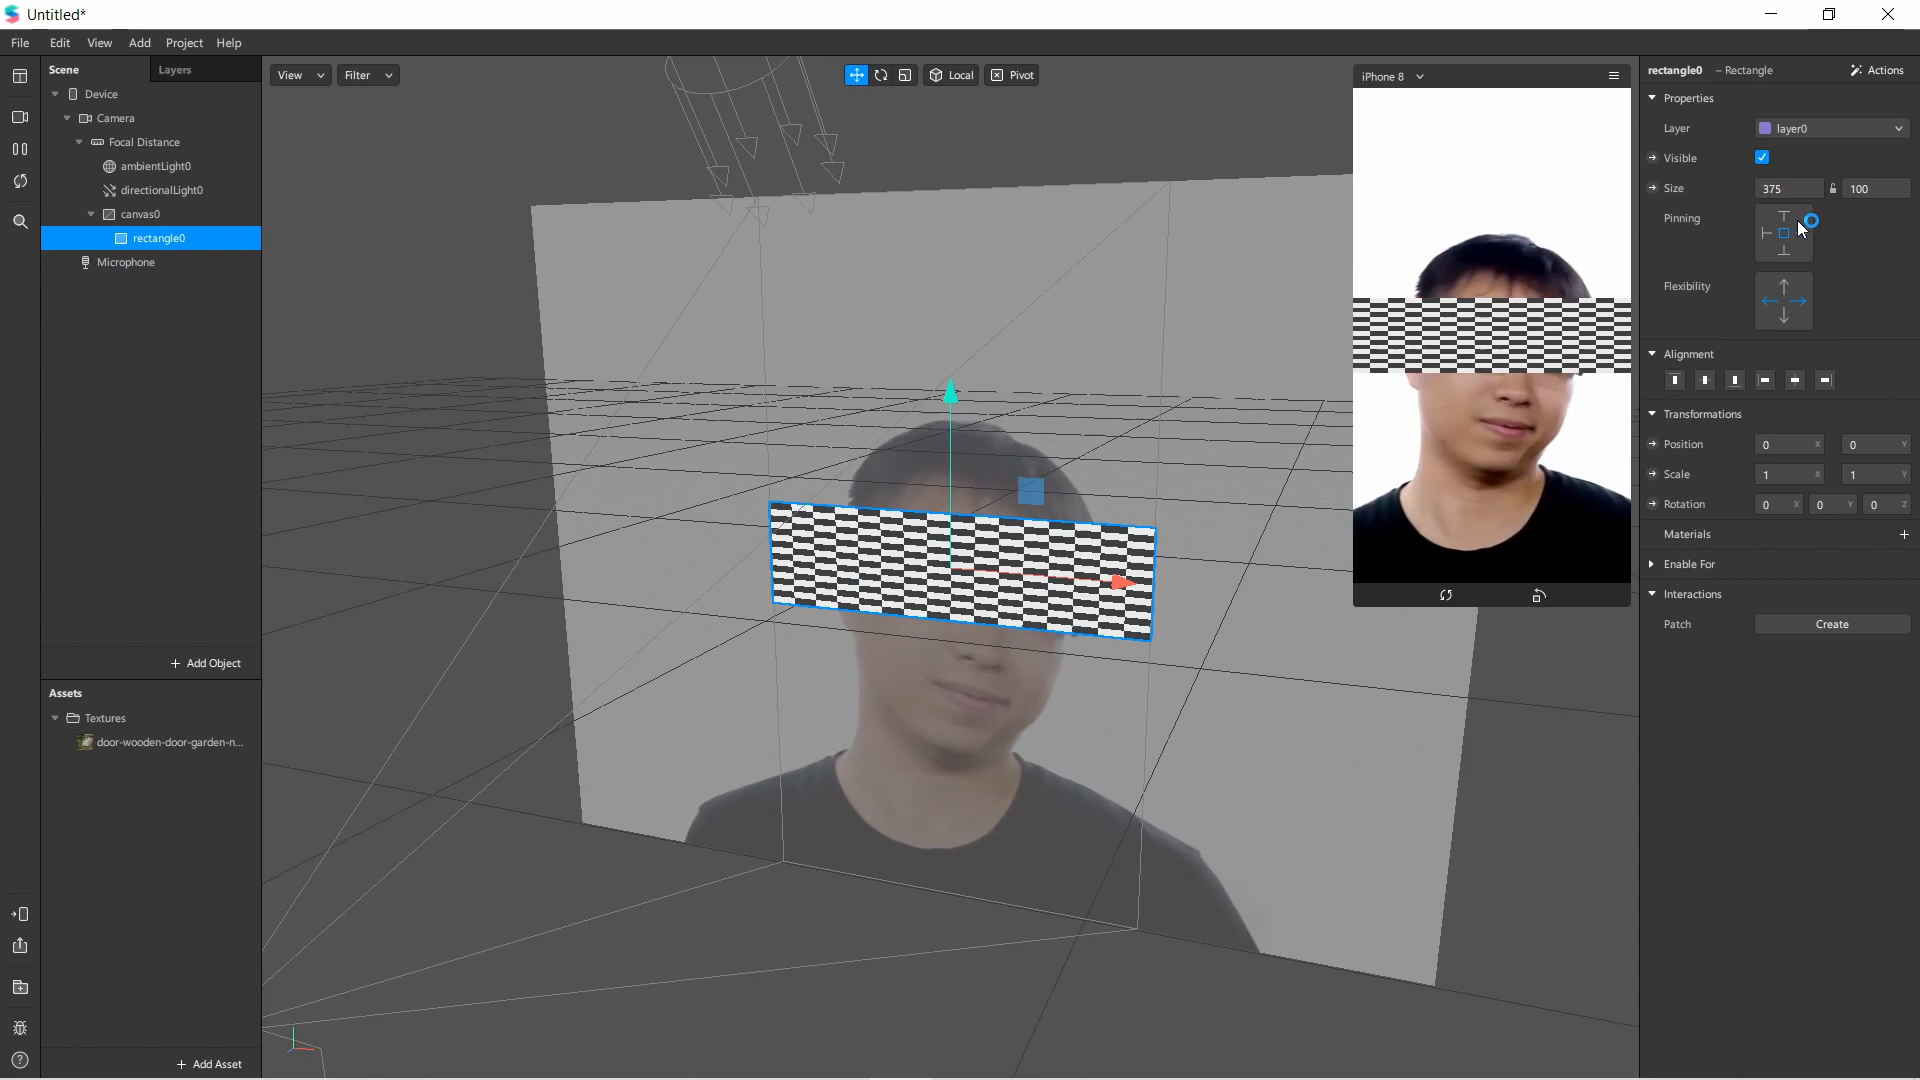 Untitled*
File Edit View Add Project Help
Scene Layers
Device
Camera
Focal Distance
ambientLight0
directionalLight0
canvas0
rectangle0
Microphone
+ Add Object
Assets
Textures
door-wooden-door-garden-n...
+ Add Asset
View Filter
Local Pivot
iPhone 8
rectangle0 – Rectangle Actions
Properties
Layer layer0
Visible
Size 375 100
Pinning
Flexibility
Alignment
Transformations
Position 0 X 0 Y
Scale 1 X 1 Y
Rotation 0 X 0 Y 0 Z
Materials +
Enable For
Interactions
Patch Create